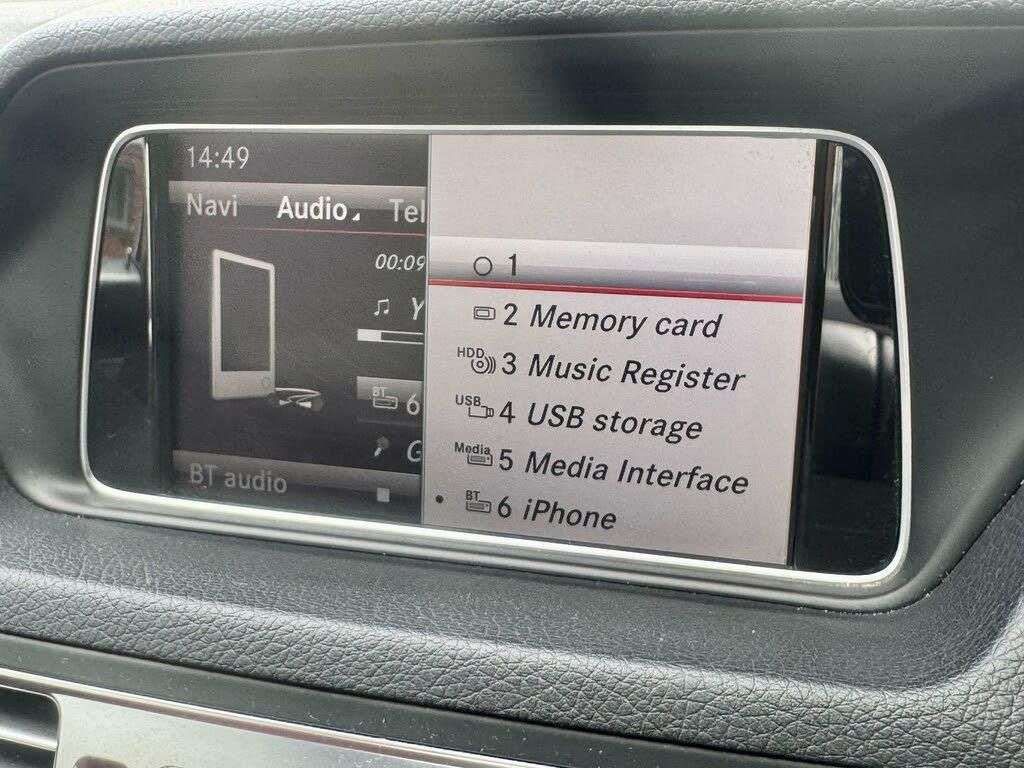 14:49
Navi Audio Tel
00:09
Y
BT 6
G
BT audio
1
2 Memory card
HDD 3 Music Register
USB 4 USB storage
Media 5 Media Interface
BT 6 iPhone